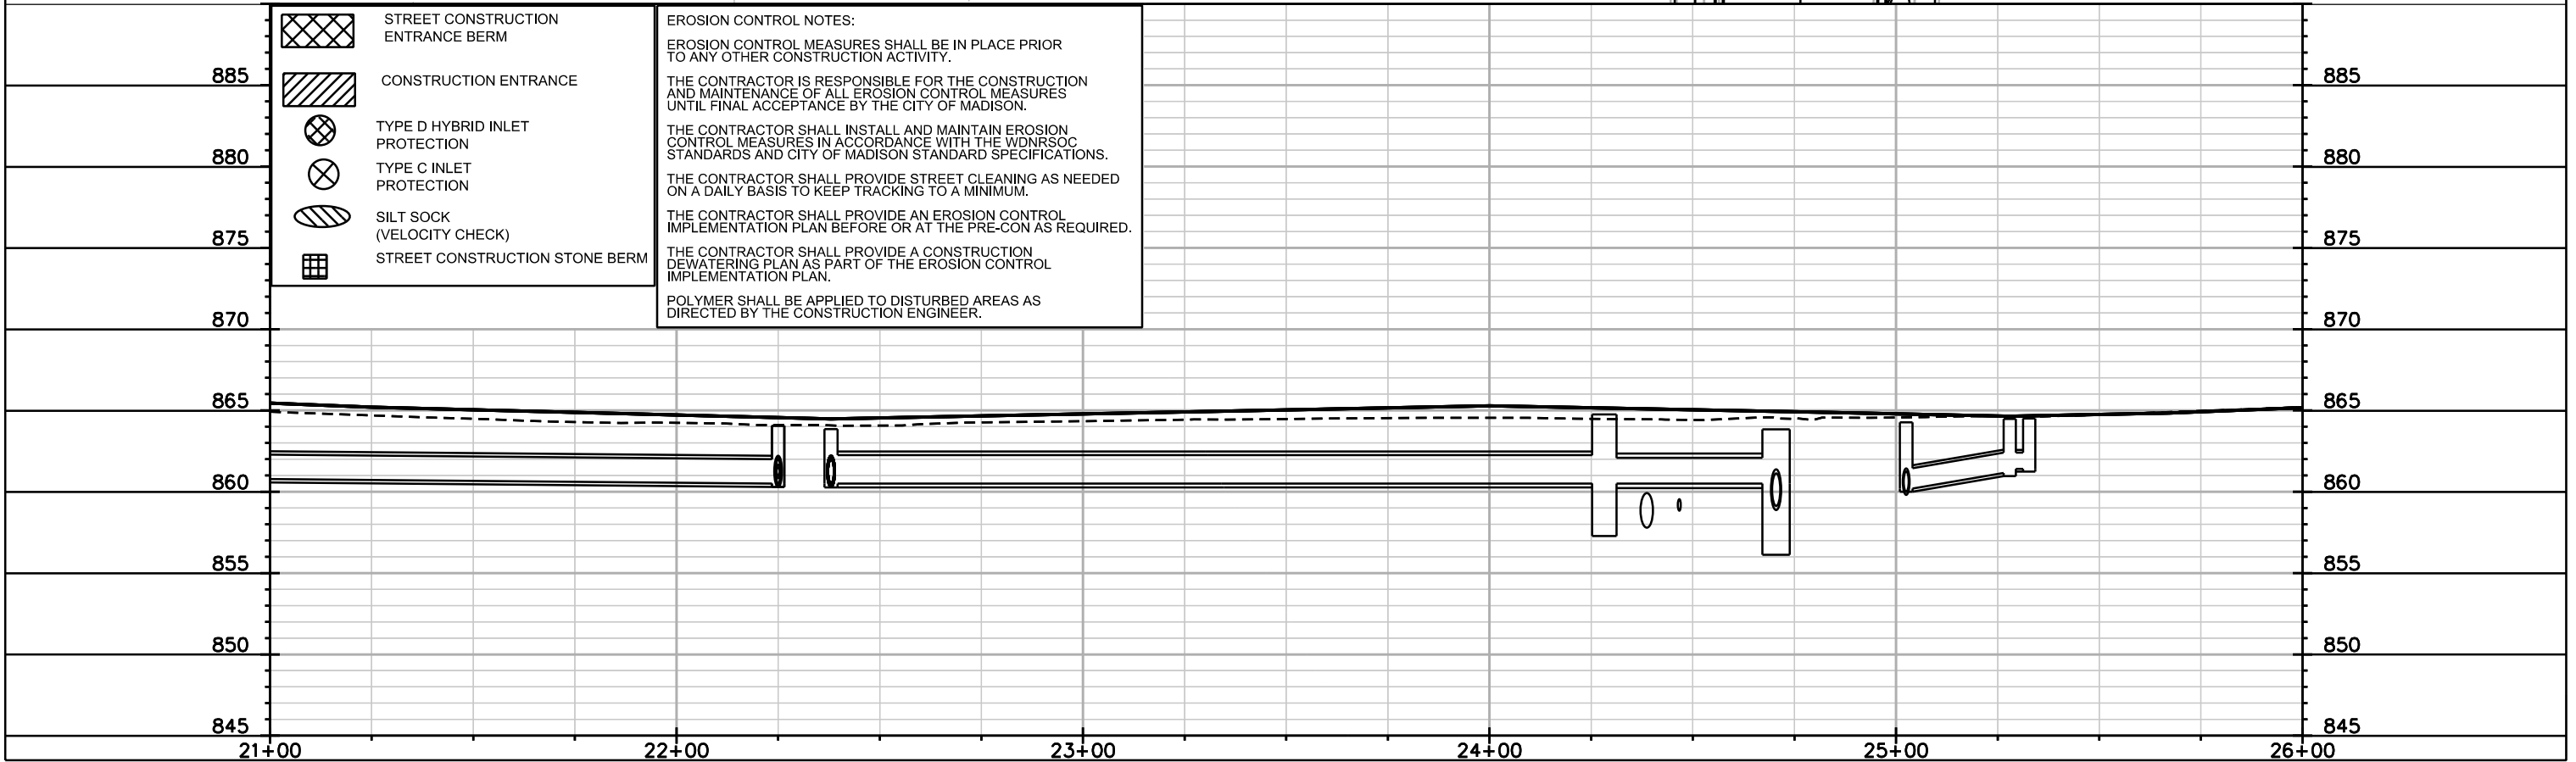 STREET CONSTRUCTION
ENTRANCE BERM
CONSTRUCTION ENTRANCE
TYPE D HYBRID INLET
PROTECTION
TYPE C INLET
PROTECTION
SILT SOCK
(VELOCITY CHECK)
STREET CONSTRUCTION STONE BERM
EROSION CONTROL NOTES:
EROSION CONTROL MEASURES SHALL BE IN PLACE PRIOR
TO ANY OTHER CONSTRUCTION ACTIVITY.
THE CONTRACTOR IS RESPONSIBLE FOR THE CONSTRUCTION
AND MAINTENANCE OF ALL EROSION CONTROL MEASURES
UNTIL FINAL ACCEPTANCE BY THE CITY OF MADISON.
THE CONTRACTOR SHALL INSTALL AND MAINTAIN EROSION
CONTROL MEASURES IN ACCORDANCE WITH THE WDNRSOC
STANDARDS AND CITY OF MADISON STANDARD SPECIFICATIONS.
THE CONTRACTOR SHALL PROVIDE STREET CLEANING AS NEEDED
ON A DAILY BASIS TO KEEP TRACKING TO A MINIMUM.
THE CONTRACTOR SHALL PROVIDE AN EROSION CONTROL
IMPLEMENTATION PLAN BEFORE OR AT THE PRE-CON AS REQUIRED.
THE CONTRACTOR SHALL PROVIDE A CONSTRUCTION
DEWATERING PLAN AS PART OF THE EROSION CONTROL
IMPLEMENTATION PLAN.
POLYMER SHALL BE APPLIED TO DISTURBED AREAS AS
DIRECTED BY THE CONSTRUCTION ENGINEER.
885
880
875
870
865
860
855
850
845
885
880
875
870
865
860
855
850
845
21+00
22+00
23+00
24+00
25+00
26+00